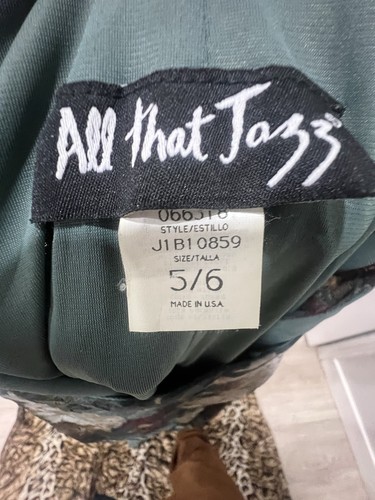 All that Jazz
066318
STYLE/ESTILLO
J1B10859
SIZE/TALLA
5/6
MADE IN U.S.A.